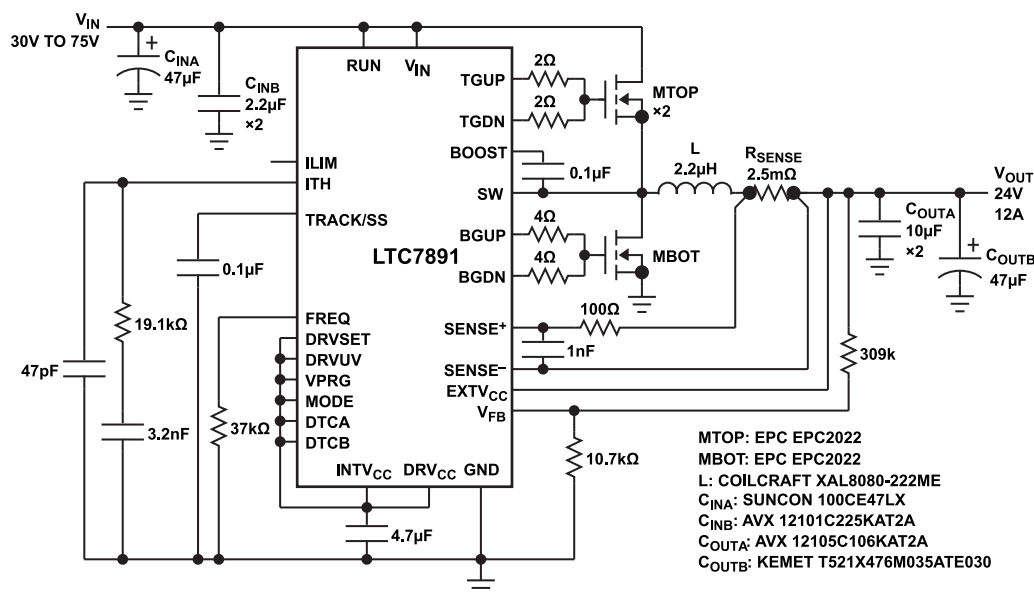 VIN
30V TO 75V
CINA
47µF
CINB
2.2µF
×2
RUN
VIN
TGUP
2Ω
TGDN
2Ω
MTOP
×2
BOOST
0.1µF
SW
L
2.2µH
RSENSE
2.5mΩ
VOUT
24V
12A
COUTA
10µF
×2
COUTB
47µF
ILIM
ITH
TRACK/SS
0.1µF
LTC7891
BGUP
4Ω
BGDN
4Ω
MBOT
19.1kΩ
47pF
3.2nF
FREQ
DRVSET
DRVUV
VPRG
MODE
DTCA
DTCB
37kΩ
SENSE+
100Ω
1nF
SENSE–
EXTVCC
VFB
309k
10.7kΩ
INTVCC
DRVCC
GND
4.7µF
MTOP: EPC EPC2022
MBOT: EPC EPC2022
L: COILCRAFT XAL8080-222ME
CINA: SUNCON 100CE47LX
CINB: AVX 12101C225KAT2A
COUTA: AVX 12105C106KAT2A
COUTB: KEMET T521X476M035ATE030